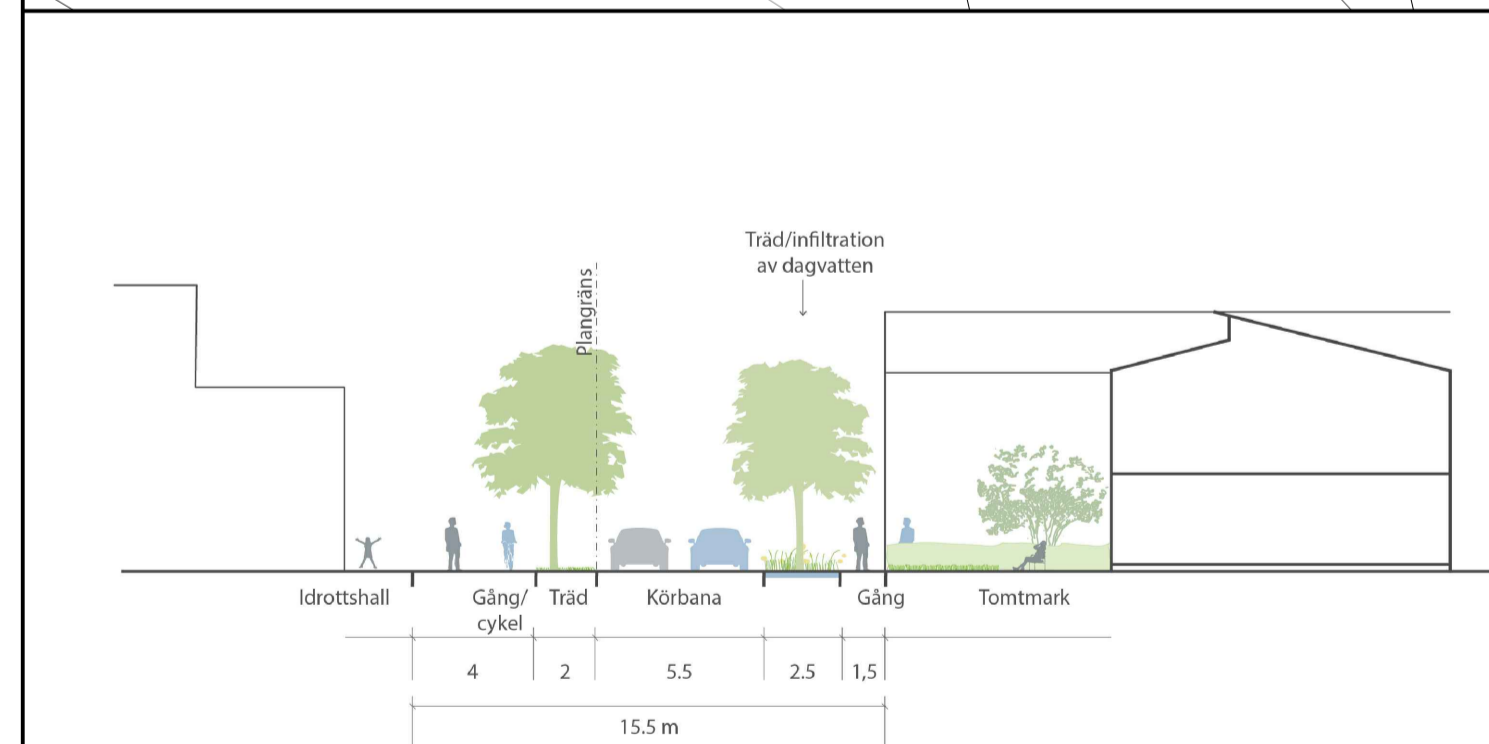 Träd/infiltration
av dagvatten
Plangräns
Idrottshall
Gång/
cykel
Träd
Körbana
Gång
Tomtmark
4
2
5.5
2.5
1,5
15.5 m